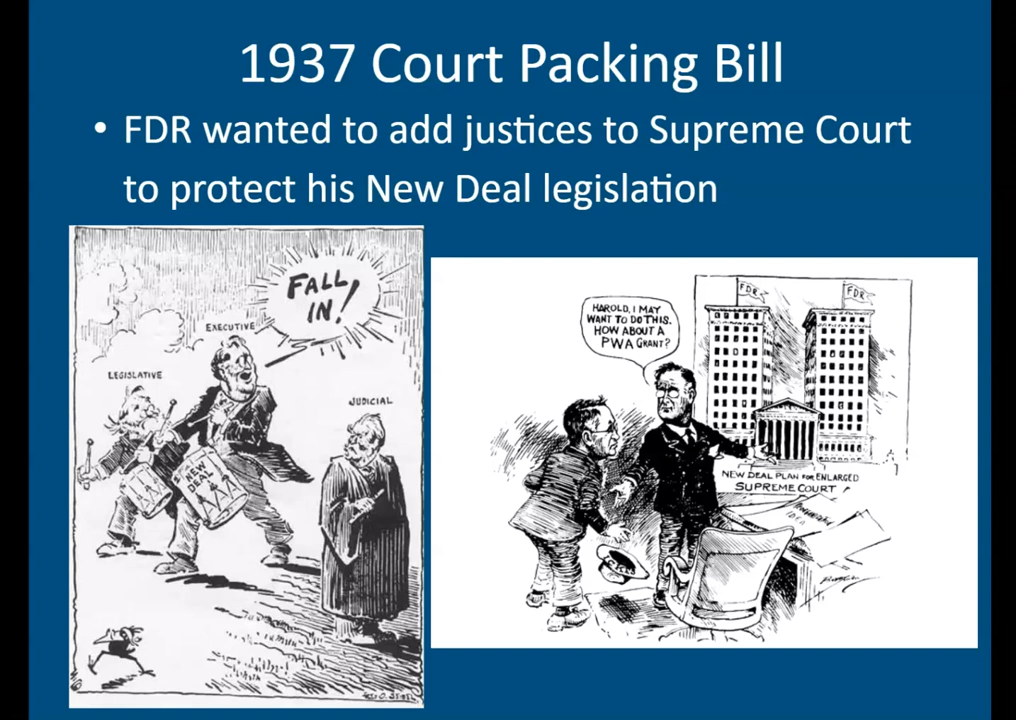 1937 Court Packing Bill
• FDR wanted to add justices to Supreme Court
to protect his New Deal legislation
FALL
IN!
EXECUTIVE
LEGISLATIVE
JUDICIAL
NEW
DEAL
HAROLD, I MAY
WANT TO DO THIS.
HOW ABOUT A
PWA GRANT?
FDR
FDR
NEW DEAL PLAN FOR ENLARGED
SUPREME COURT